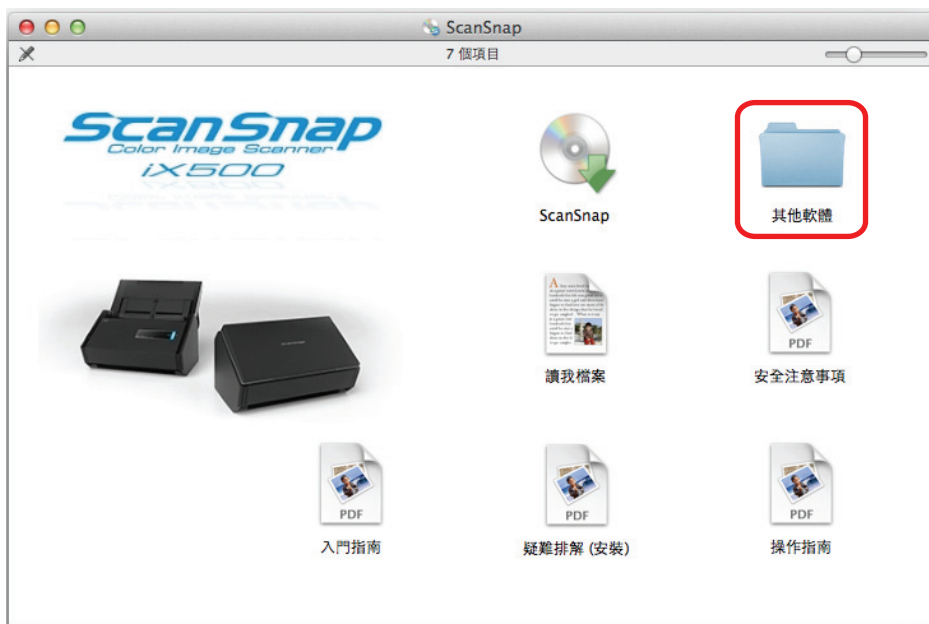 ScanSnap
7 個項目
ScanSnap
Color Image Scanner
iX500
ScanSnap
其他軟體
讀我檔案
PDF
安全注意事項
PDF
入門指南
PDF
疑難排解 (安裝)
PDF
操作指南